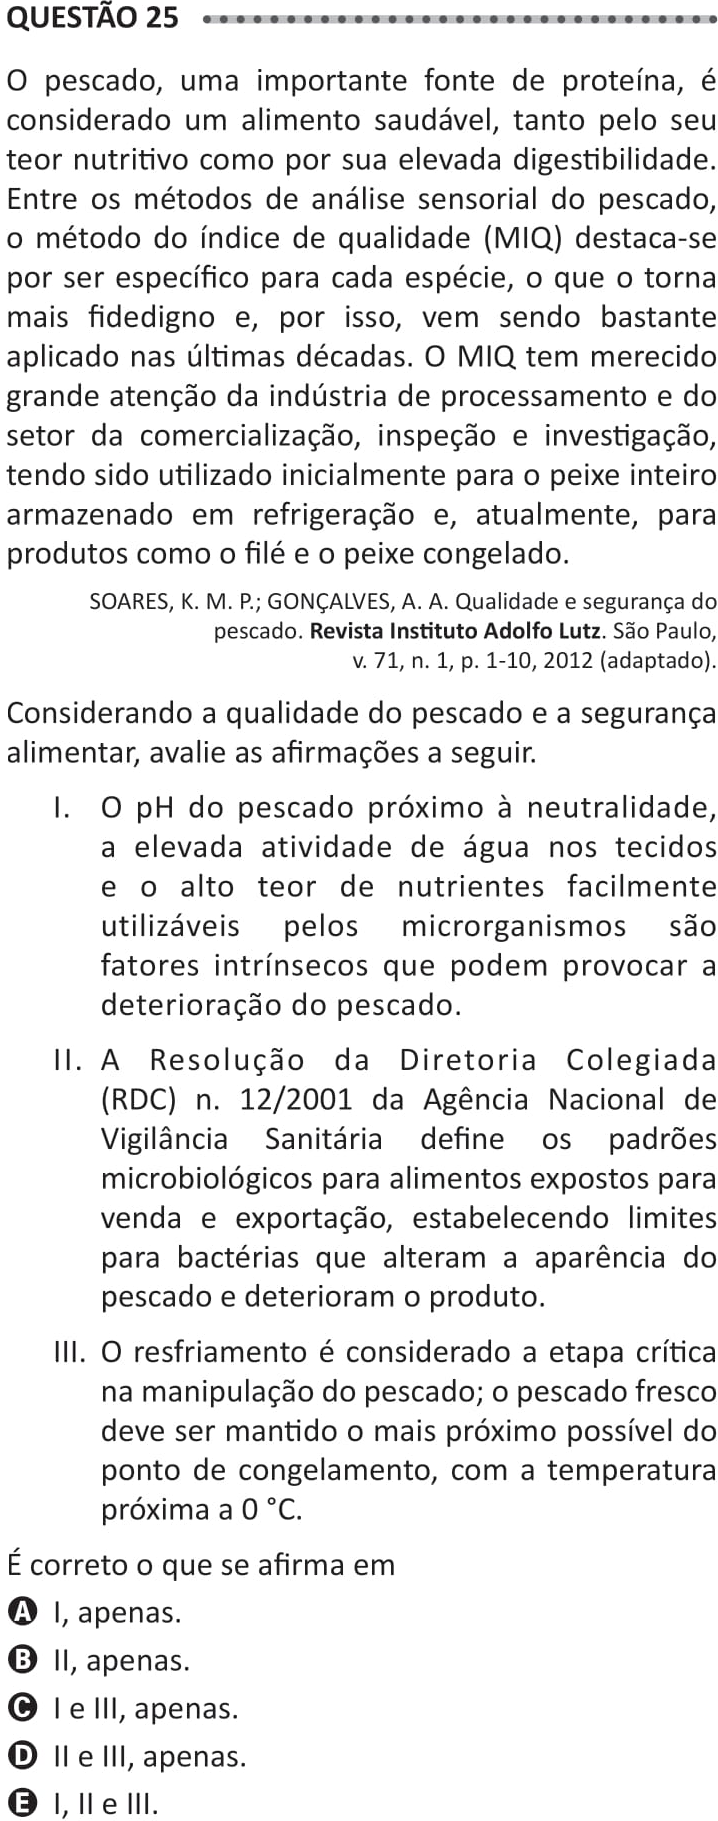 QUESTÃO 25
O pescado, uma importante fonte de proteína, é
considerado um alimento saudável, tanto pelo seu
teor nutritivo como por sua elevada digestibilidade.
Entre os métodos de análise sensorial do pescado,
o método do índice de qualidade (MIQ) destaca-se
por ser específico para cada espécie, o que o torna
mais fidedigno e, por isso, vem sendo bastante
aplicado nas últimas décadas. O MIQ tem merecido
grande atenção da indústria de processamento e do
setor da comercialização, inspeção e investigação,
tendo sido utilizado inicialmente para o peixe inteiro
armazenado em refrigeração e, atualmente, para
produtos como o filé e o peixe congelado.
SOARES, K. M. P.; GONÇALVES, A. A. Qualidade e segurança do
pescado. Revista Instituto Adolfo Lutz. São Paulo,
v. 71, n. 1, p. 1-10, 2012 (adaptado).
Considerando a qualidade do pescado e a segurança
alimentar, avalie as afirmações a seguir.
I. O pH do pescado próximo à neutralidade,
a elevada atividade de água nos tecidos
e o alto teor de nutrientes facilmente
utilizáveis pelos microrganismos são
fatores intrínsecos que podem provocar a
deterioração do pescado.
II. A Resolução da Diretoria Colegiada
(RDC) n. 12/2001 da Agência Nacional de
Vigilância Sanitária define os padrões
microbiológicos para alimentos expostos para
venda e exportação, estabelecendo limites
para bactérias que alteram a aparência do
pescado e deterioram o produto.
III. O resfriamento é considerado a etapa crítica
na manipulação do pescado; o pescado fresco
deve ser mantido o mais próximo possível do
ponto de congelamento, com a temperatura
próxima a 0 °C.
É correto o que se afirma em
A I, apenas.
B II, apenas.
C I e III, apenas.
D II e III, apenas.
E I, II e III.